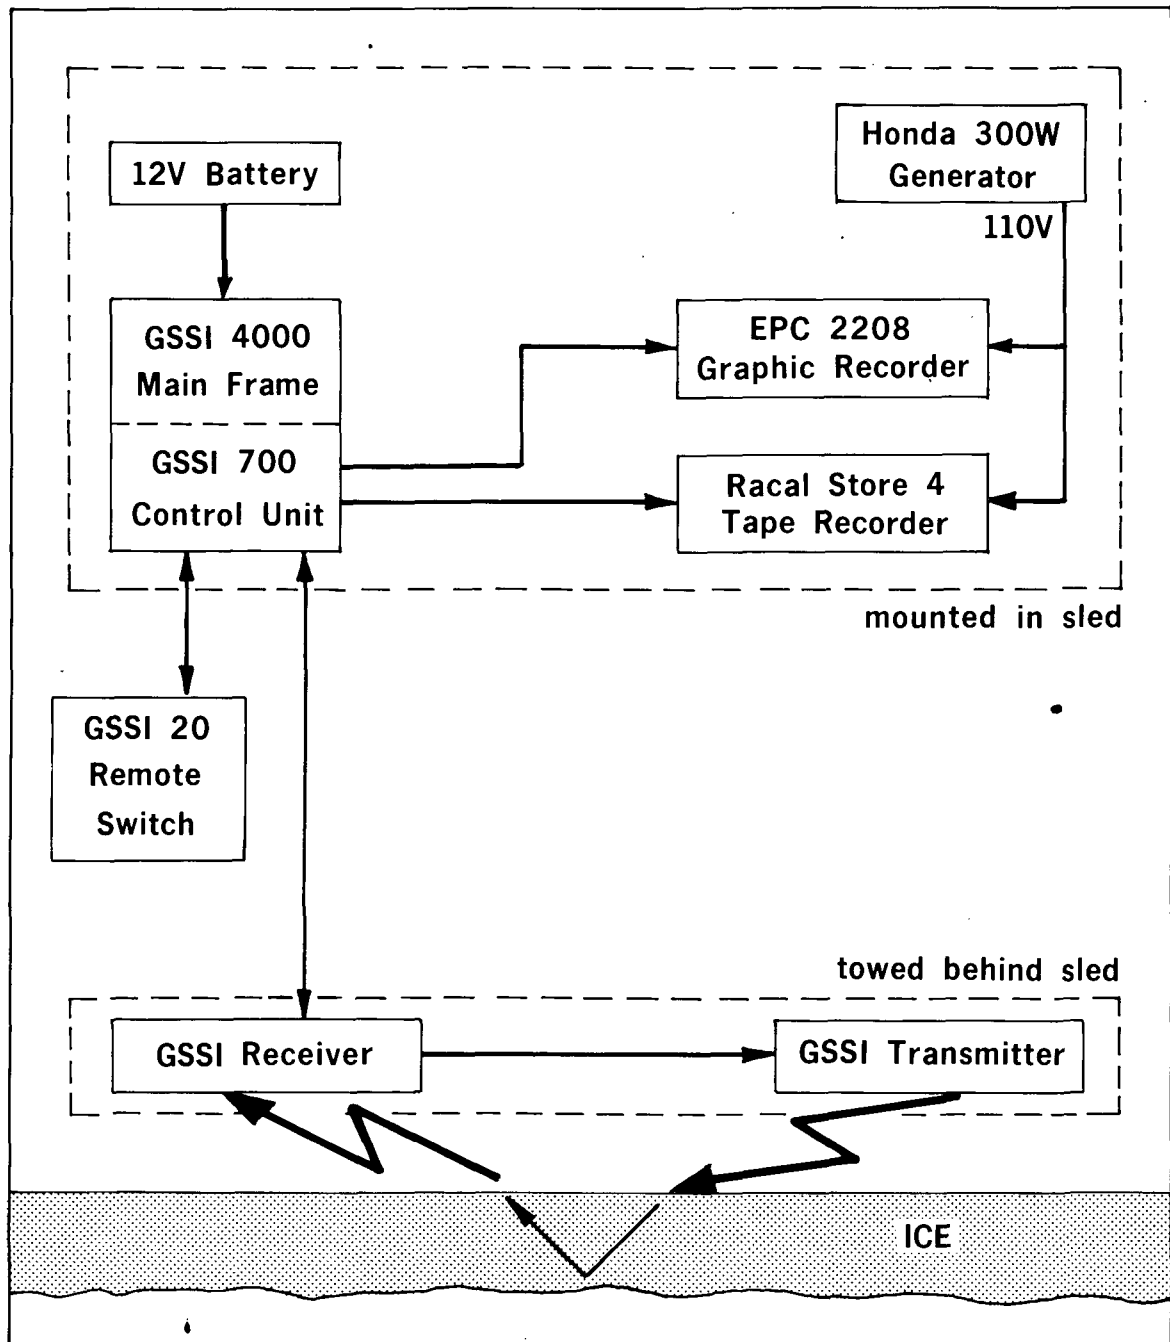 Honda 300W
Generator
12V Battery
110V
GSSI 4000
Main Frame
EPC 2208
Graphic Recorder
GSSI 700
Control Unit
Racal Store 4
Tape Recorder
mounted in sled
GSSI 20
Remote
Switch
towed behind sled
GSSI Receiver
GSSI Transmitter
ICE